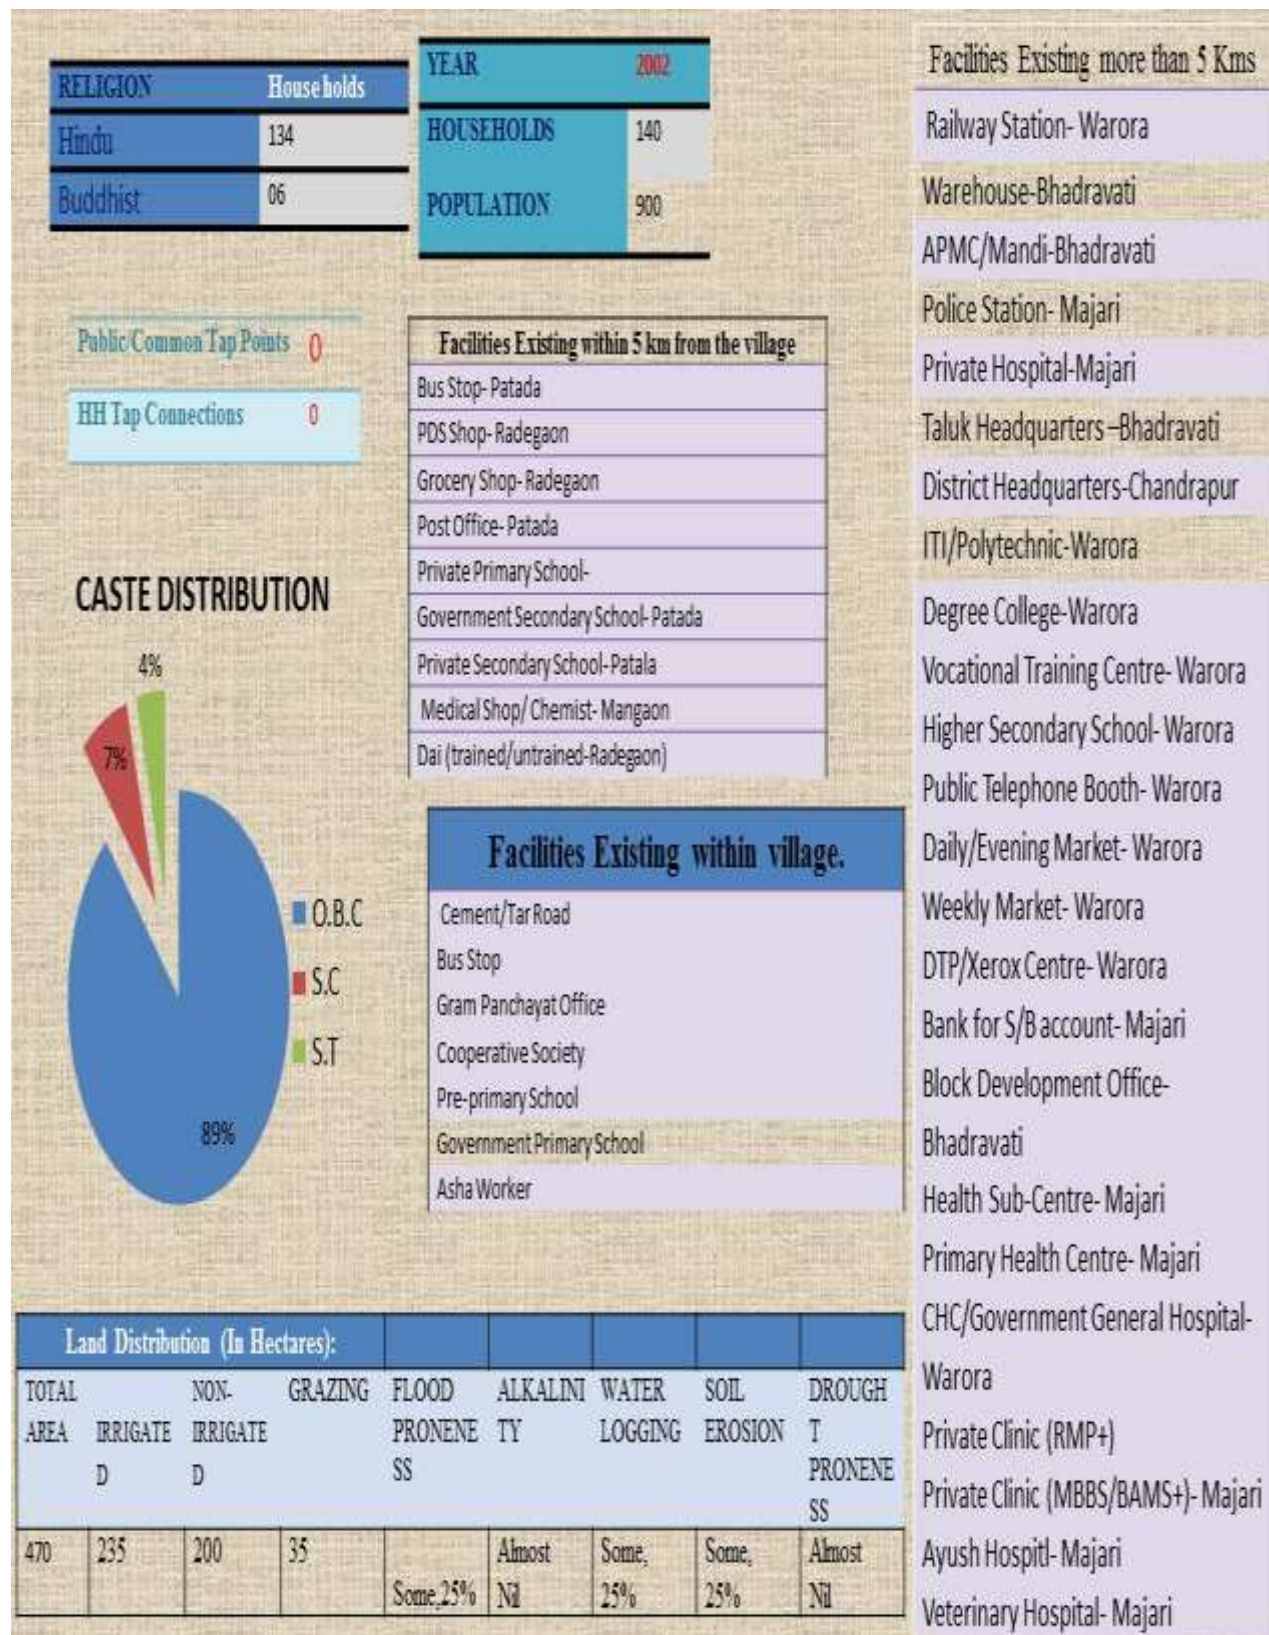 RELIGION Households
Hindu 134
Buddhist 06
YEAR 2002
HOUSEHOLDS 140
POPULATION 900
Public/Common Tap Points 0
HH Tap Connections 0
Facilities Existing within 5 km from the village
Bus Stop- Patada
PDS Shop- Radegaon
Grocery Shop- Radegaon
Post Office- Patada
Private Primary School-
Government Secondary School- Patada
Private Secondary School- Patala
Medical Shop/ Chemist- Mangaon
Dai (trained/untrained-Radegaon)
CASTE DISTRIBUTION
4%
7%
89%
O.B.C
S.C
S.T
Facilities Existing within village.
Cement/Tar Road
Bus Stop
Gram Panchayat Office
Cooperative Society
Pre-primary School
Government Primary School
Asha Worker
Land Distribution (In Hectares):
TOTAL
AREA
IRRIGATE
D
NON-
IRRIGATE
D
GRAZING
FLOOD
PRONENE
SS
ALKALINI
TY
WATER
LOGGING
SOIL
EROSION
DROUGH
T
PRONENE
SS
470
235
200
35
Some,25%
Almost
Nil
Some,
25%
Some,
25%
Almost
Nil
Facilities Existing more than 5 Kms
Railway Station- Warora
Warehouse-Bhadravati
APMC/Mandi-Bhadravati
Police Station- Majari
Private Hospital-Majari
Taluk Headquarters –Bhadravati
District Headquarters-Chandrapur
ITI/Polytechnic-Warora
Degree College-Warora
Vocational Training Centre- Warora
Higher Secondary School- Warora
Public Telephone Booth- Warora
Daily/Evening Market- Warora
Weekly Market- Warora
DTP/Xerox Centre- Warora
Bank for S/B account- Majari
Block Development Office-
Bhadravati
Health Sub-Centre- Majari
Primary Health Centre- Majari
CHC/Government General Hospital-
Warora
Private Clinic (RMP+)
Private Clinic (MBBS/BAMS+)- Majari
Ayush Hospitl- Majari
Veterinary Hospital- Majari